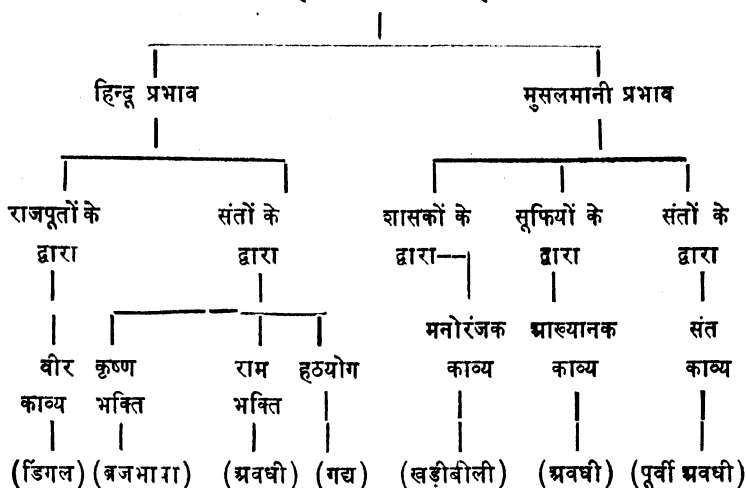 हिन्दू प्रभाव मुसलमानी प्रभाव
राजपूतों के संतों के शासकों के सूफियों के संतों के
द्वारा द्वारा द्वारा द्वारा द्वारा
मनोरंजक आख्यानक संत
वीर कृष्ण राम हठयोग काव्य काव्य काव्य
काव्य भक्ति भक्ति
(डिंगल) (ब्रजभाषा) (अवधी) (गद्य) (खड़ीबोली) (अवधी) (पूर्वी अवधी)